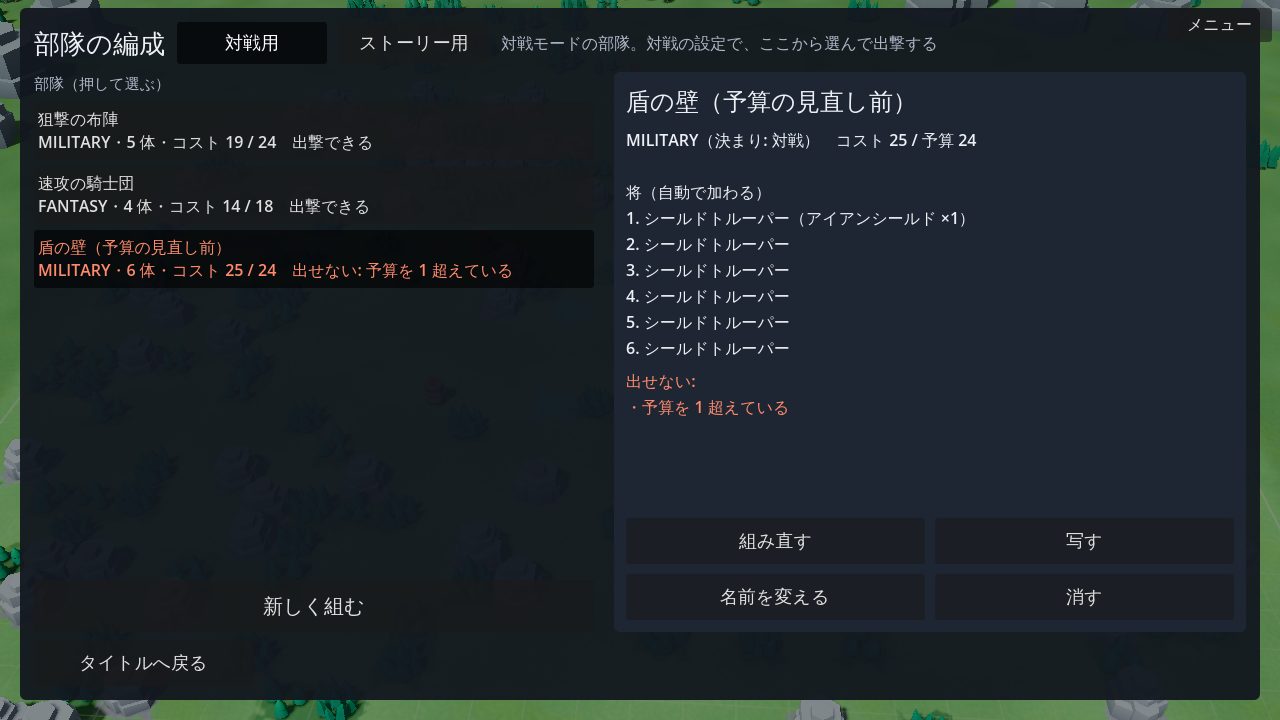 メニュー
部隊の編成
対戦用
ストーリー用
対戦モードの部隊。対戦の設定で、ここから選んで出撃する
部隊（押して選ぶ）
狙撃の布陣
MILITARY・5 体・コスト 19 / 24　出撃できる
速攻の騎士団
FANTASY・4 体・コスト 14 / 18　出撃できる
盾の壁（予算の見直し前）
MILITARY・6 体・コスト 25 / 24　出せない: 予算を 1 超えている
新しく組む
タイトルへ戻る
盾の壁（予算の見直し前）
MILITARY（決まり: 対戦）　コスト 25 / 予算 24
将（自動で加わる）
1. シールドトルーパー（アイアンシールド ×1）
2. シールドトルーパー
3. シールドトルーパー
4. シールドトルーパー
5. シールドトルーパー
6. シールドトルーパー
出せない:
・予算を 1 超えている
組み直す
写す
名前を変える
消す